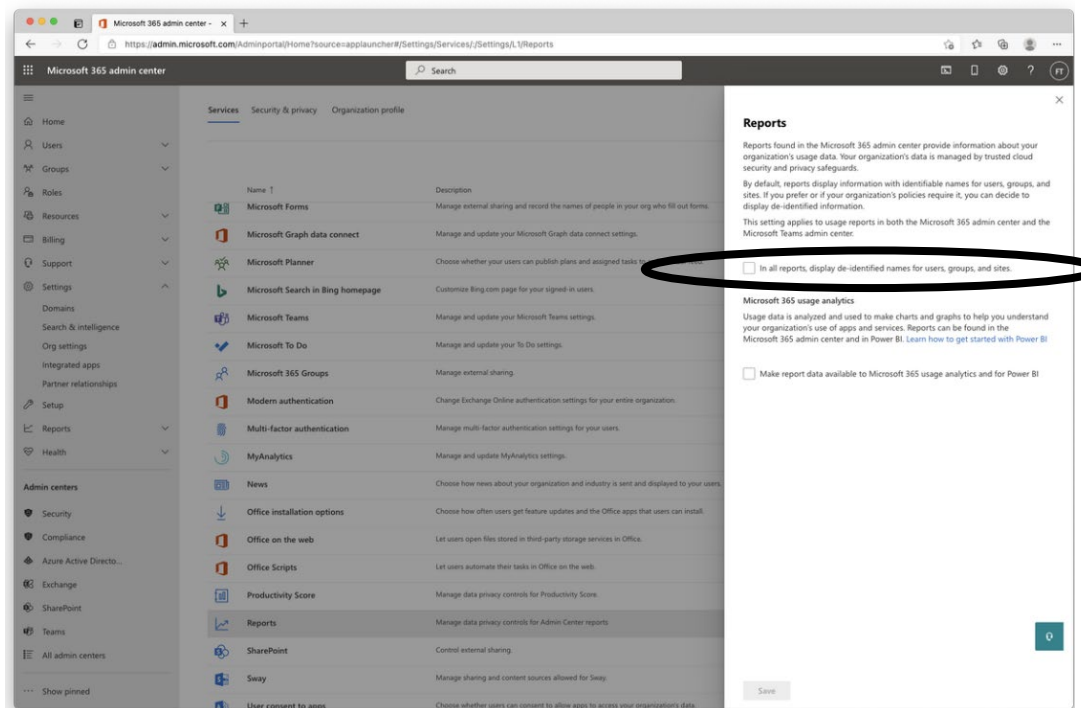 Microsoft 365 admin center -
https://admin.microsoft.com/Adminportal/Home?source=applauncher#/Settings/Services/:/Settings/L1/Reports
Microsoft 365 admin center
Search
FT
Home
Users
Groups
Roles
Resources
Billing
Support
Settings
Domains
Search & intelligence
Org settings
Integrated apps
Partner relationships
Setup
Reports
Health
Admin centers
Security
Compliance
Azure Active Directo...
Exchange
SharePoint
Teams
All admin centers
Show pinned
Services Security & privacy Organization profile
Name ↑ Description
Microsoft Forms Manage external sharing and record the names of people in your org who fill out forms.
Microsoft Graph data connect Manage and update your Microsoft Graph data connect settings.
Microsoft Planner Choose whether your users can publish plans and assigned tasks to
Microsoft Search in Bing homepage Customize Bing.com page for your signed-in users.
Microsoft Teams Manage and update your Microsoft Teams settings.
Microsoft To Do Manage and update your To Do settings.
Microsoft 365 Groups Manage external sharing.
Modern authentication Change Exchange Online authentication settings for your entire organization.
Multi-factor authentication Manage multi-factor authentication settings for your users.
MyAnalytics Manage and update MyAnalytics settings.
News Choose how news about your organization and industry is sent and displayed to your users.
Office installation options Choose how often users get feature updates and the Office apps that users can install.
Office on the web Let users open files stored in third-party storage services in Office.
Office Scripts Let users automate their tasks in Office on the web.
Productivity Score Manage data privacy controls for Productivity Score.
Reports Manage data privacy controls for Admin Center reports
SharePoint Control external sharing.
Sway Manage sharing and content sources allowed for Sway.
User consent to apps Choose whether users can consent to allow apps to access your organization's data.
Reports
Reports found in the Microsoft 365 admin center provide information about your
organization's usage data. Your organization's data is managed by trusted cloud
security and privacy safeguards.
By default, reports display information with identifiable names for users, groups, and
sites. If you prefer or if your organization's policies require it, you can decide to
display de-identified information.
This setting applies to usage reports in both the Microsoft 365 admin center and the
Microsoft Teams admin center.
In all reports, display de-identified names for users, groups, and sites.
Microsoft 365 usage analytics
Usage data is analyzed and used to make charts and graphs to help you understand
your organization's use of apps and services. Reports can be found in the
Microsoft 365 admin center and in Power BI. Learn how to get started with Power BI
Make report data available to Microsoft 365 usage analytics and for Power BI
Save